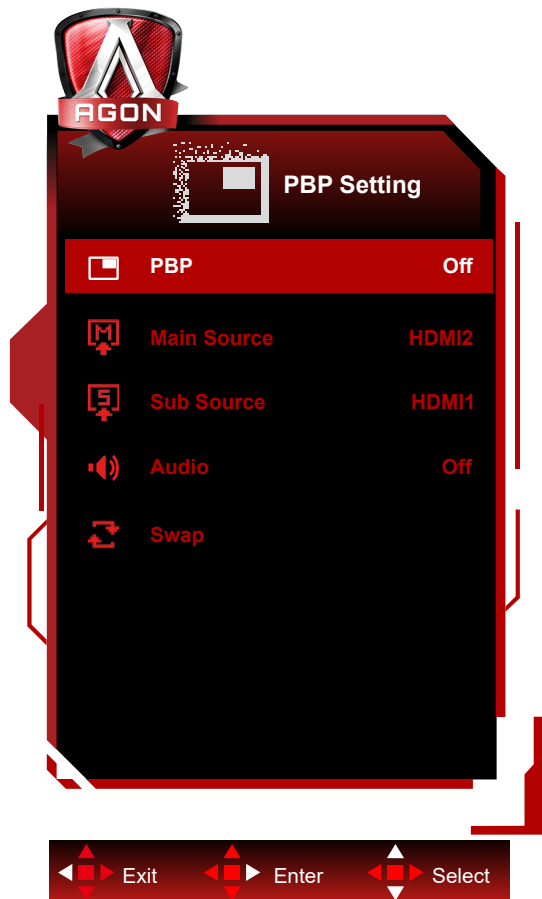 AGON
PBP Setting
PBP Off
Main Source HDMI2
Sub Source HDMI1
Audio Off
Swap
Exit Enter Select